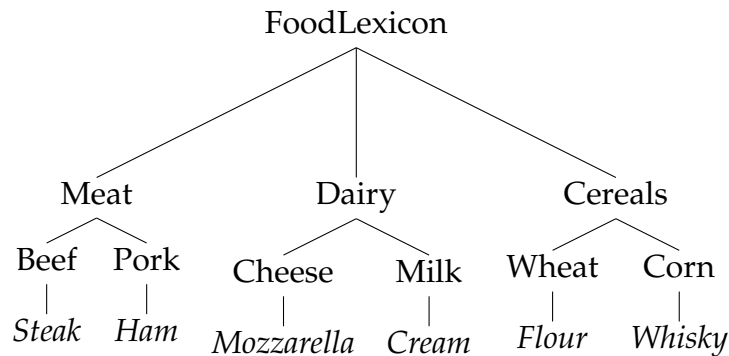 FoodLexicon
Meat Dairy Cereals
Beef Pork Cheese Milk Wheat Corn
Steak Ham Mozzarella Cream Flour Whisky